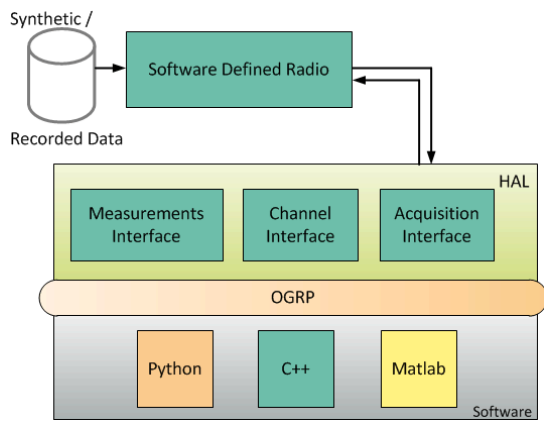 Synthetic /
Recorded Data
Software Defined Radio
HAL
Measurements
Interface
Channel
Interface
Acquisition
Interface
OGRP
Python
C++
Matlab
Software